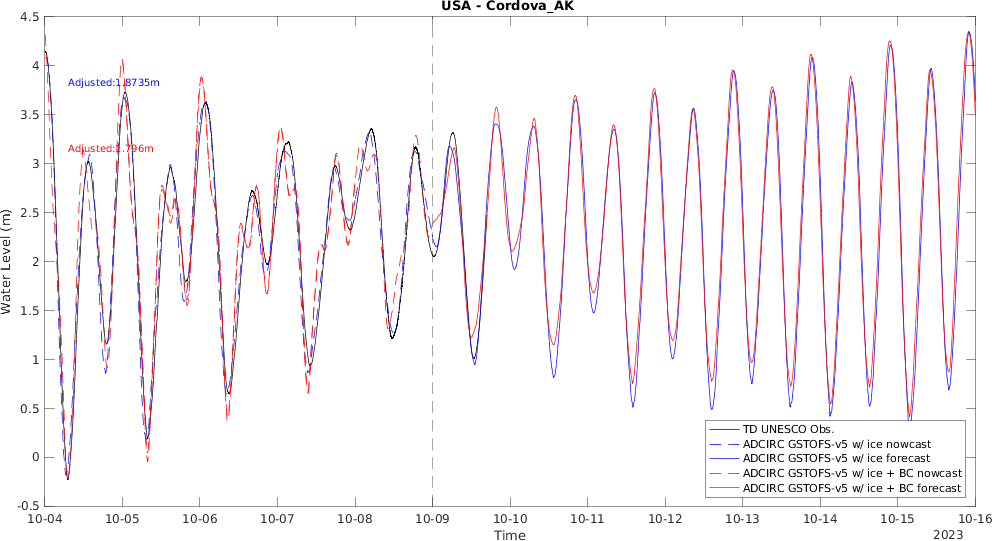 USA - Cordova_AK
Water Level (m)
4.5
4
3.5
3
2.5
2
1.5
1
0.5
0
-0.5
Adjusted:1.8735m
Adjusted:1.796m
TD UNESCO Obs.
ADCIRC GSTOFS-v5 w/ ice nowcast
ADCIRC GSTOFS-v5 w/ ice forecast
ADCIRC GSTOFS-v5 w/ ice + BC nowcast
ADCIRC GSTOFS-v5 w/ ice + BC forecast
10-04 10-05 10-06 10-07 10-08 10-09 10-10 10-11 10-12 10-13 10-14 10-15 10-16
Time
2023